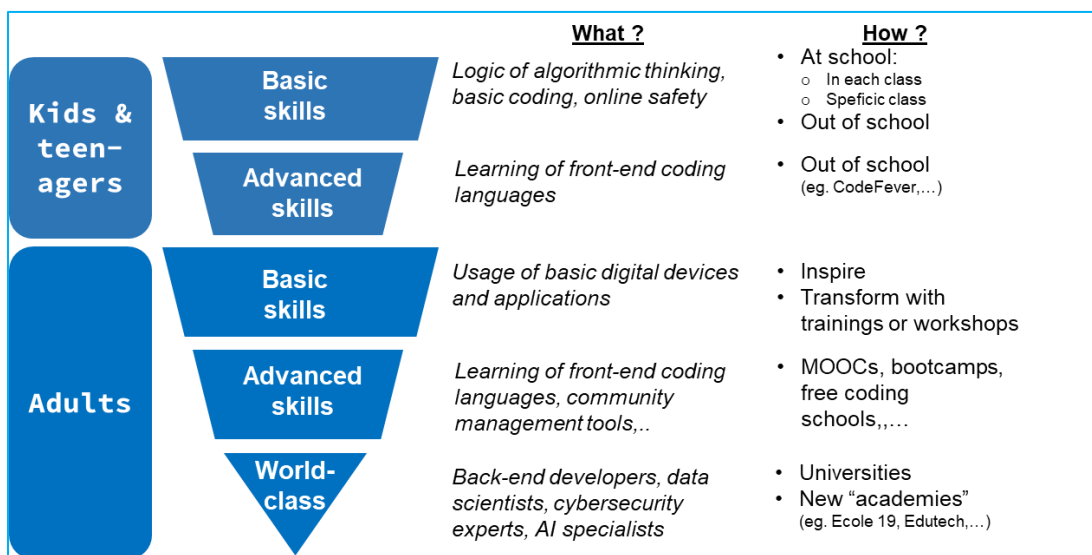 What ?
How ?
Kids &
teen-
agers
Basic
skills
Logic of algorithmic thinking,
basic coding, online safety
• At school:
o In each class
o Speficic class
• Out of school
Advanced
skills
Learning of front-end coding
languages
• Out of school
(eg. CodeFever,…)
Adults
Basic
skills
Usage of basic digital devices
and applications
• Inspire
• Transform with
trainings or workshops
Advanced
skills
Learning of front-end coding
languages, community
management tools,..
• MOOCs, bootcamps,
free coding
schools,,…
World-
class
Back-end developers, data
scientists, cybersecurity
experts, AI specialists
• Universities
• New “academies”
(eg. Ecole 19, Edutech,…)